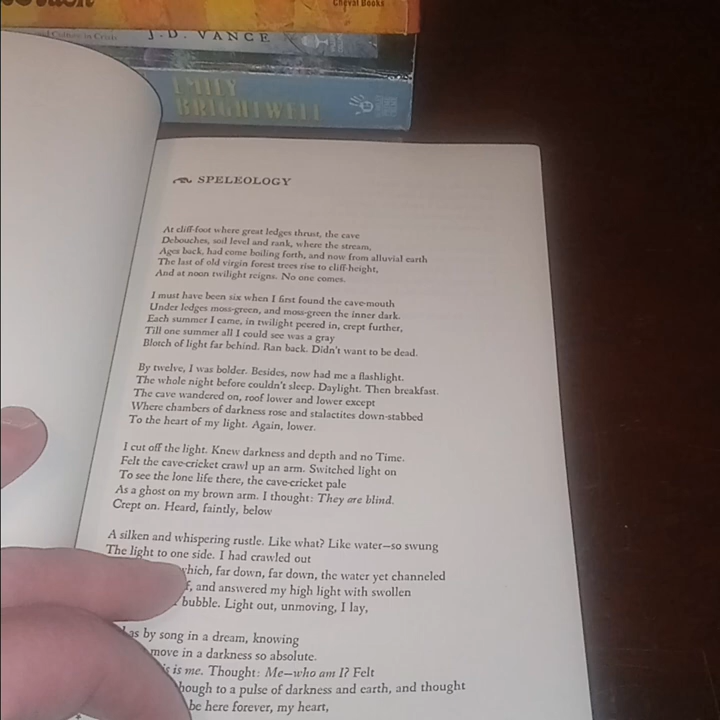 Cheval Books
and Culture in Crisis
J.D. VANCE
EMILY
BRIGHTWELL
SPELEOLOGY
At cliff-foot where great ledges thrust, the cave
Debouches, soil level and rank, where the stream,
Ages back, had come boiling forth, and now from alluvial earth
The last of old virgin forest trees rise to cliff-height,
And at noon twilight reigns. No one comes.
I must have been six when I first found the cave-mouth
Under ledges moss-green, and moss-green the inner dark.
Each summer I came, in twilight peered in, crept further,
Till one summer all I could see was a gray
Blotch of light far behind. Ran back. Didn't want to be dead.
By twelve, I was bolder. Besides, now had me a flashlight.
The whole night before couldn't sleep. Daylight. Then breakfast.
The cave wandered on, roof lower and lower except
Where chambers of darkness rose and stalactites down-stabbed
To the heart of my light. Again, lower.
I cut off the light. Knew darkness and depth and no Time.
Felt the cave-cricket crawl up an arm. Switched light on
To see the lone life there, the cave-cricket pale
As a ghost on my brown arm. I thought: They are blind.
Crept on. Heard, faintly, below
A silken and whispering rustle. Like what? Like water—so swung
The light to one side. I had crawled out
which, far down, far down, the water yet channeled
and answered my high light with swollen
bubble. Light out, unmoving, I lay,
as by song in a dream, knowing
move in a darkness so absolute.
is me. Thought: Me—who am I? Felt
though to a pulse of darkness and earth, and thought
be here forever, my heart,